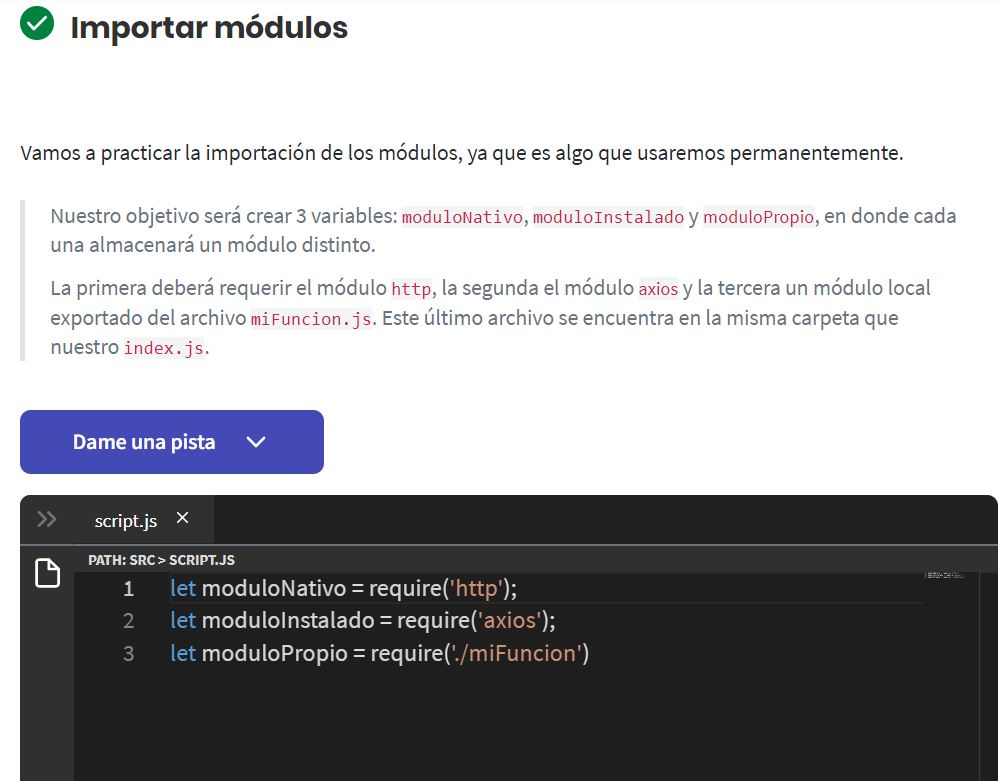 Importar módulos
Vamos a practicar la importación de los módulos, ya que es algo que usaremos permanentemente.
Nuestro objetivo será crear 3 variables: moduloNativo, moduloInstalado y moduloPropio, en donde cada
una almacenará un módulo distinto.
La primera deberá requerir el módulo http, la segunda el módulo axios y la tercera un módulo local
exportado del archivo miFuncion.js. Este último archivo se encuentra en la misma carpeta que
nuestro index.js.
Dame una pista
script.js
PATH: SRC > SCRIPT.JS
1 let moduloNativo = require('http');
2 let moduloInstalado = require('axios');
3 let moduloPropio = require('./miFuncion')